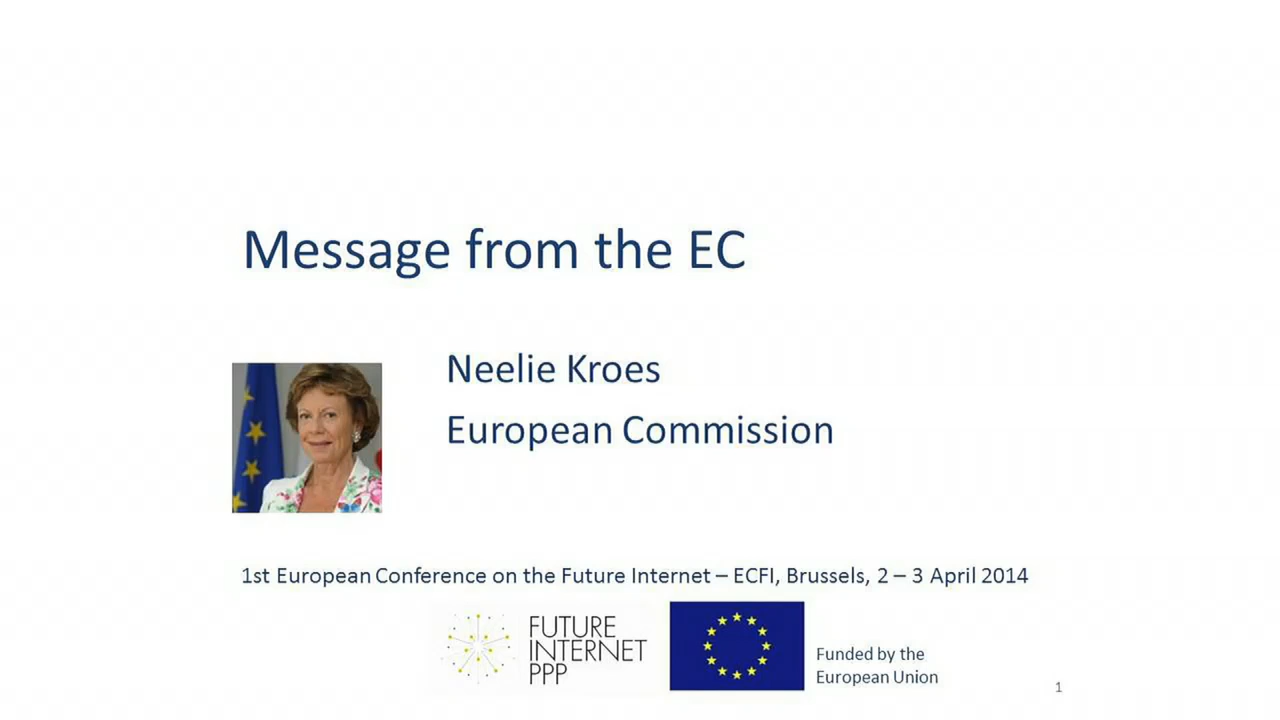 Message from the EC
Neelie Kroes
European Commission
1st European Conference on the Future Internet – ECFI, Brussels, 2 – 3 April 2014
FUTURE
INTERNET
PPP
Funded by the
European Union
1